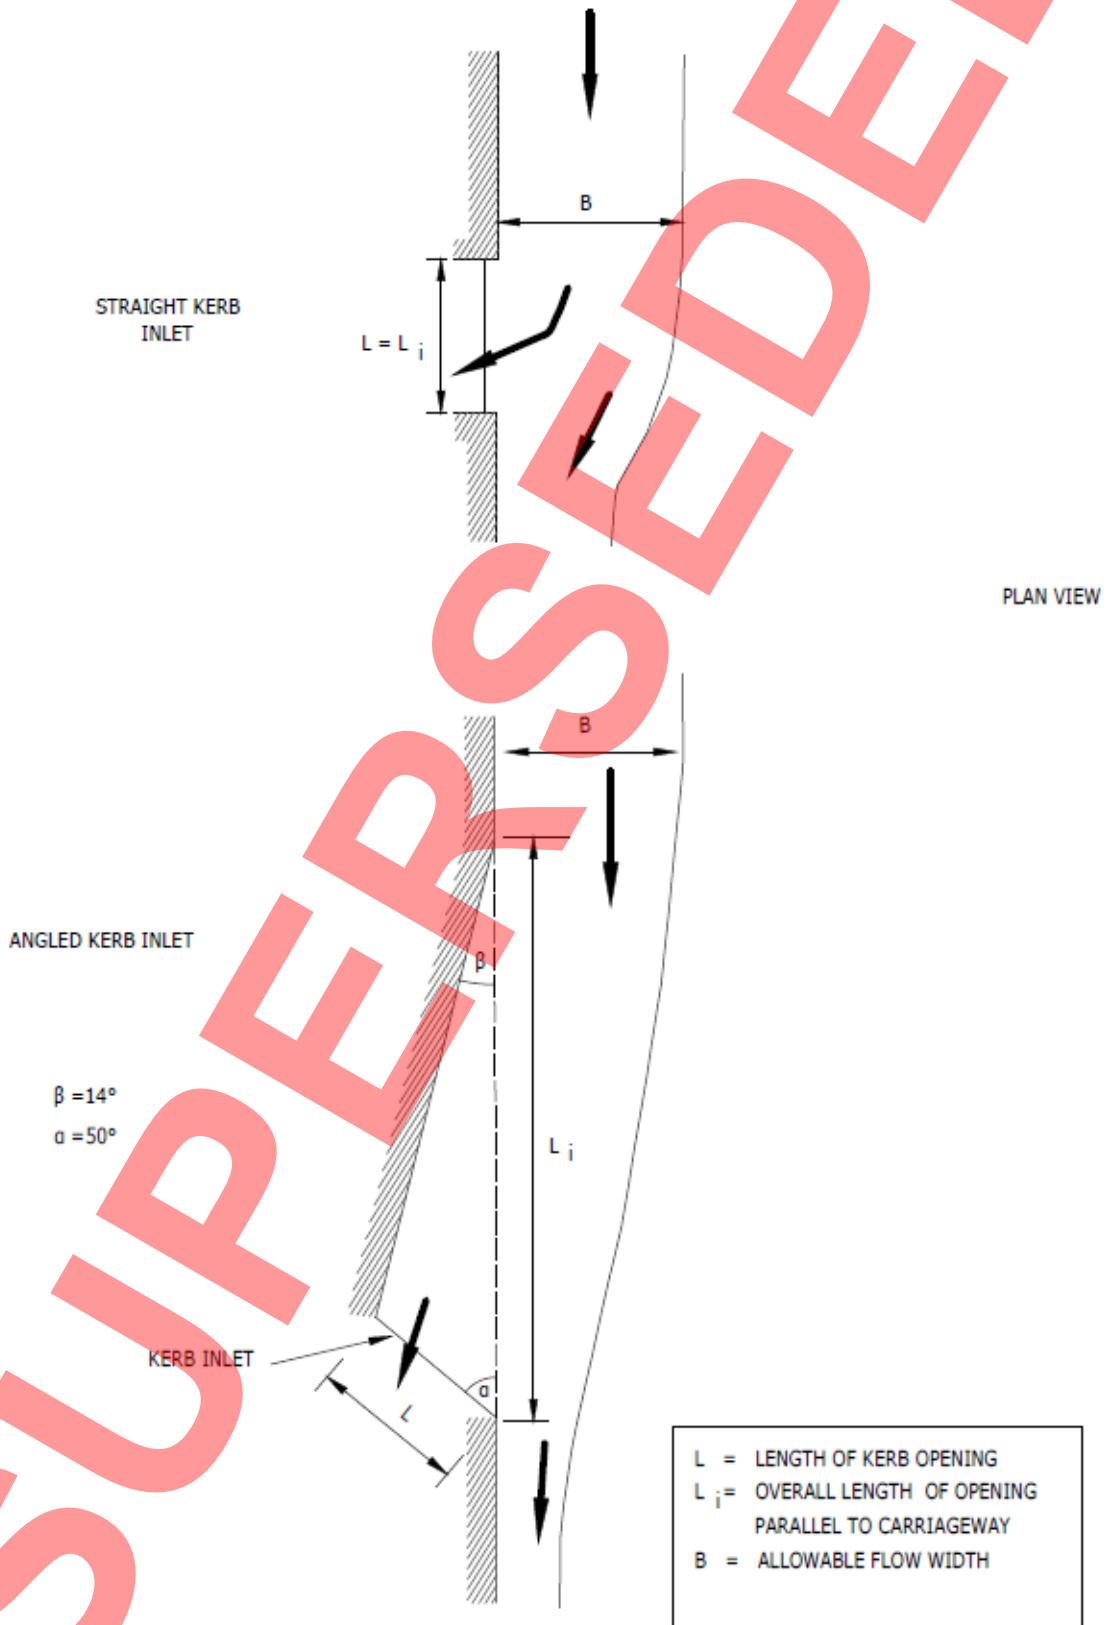 B
STRAIGHT KERB
INLET
L = L i
PLAN VIEW
B
ANGLED KERB INLET
β
β =14°
α =50°
L i
KERB INLET
α
L
L = LENGTH OF KERB OPENING
L i = OVERALL LENGTH OF OPENING
PARALLEL TO CARRIAGEWAY
B = ALLOWABLE FLOW WIDTH
SUPERSEDED